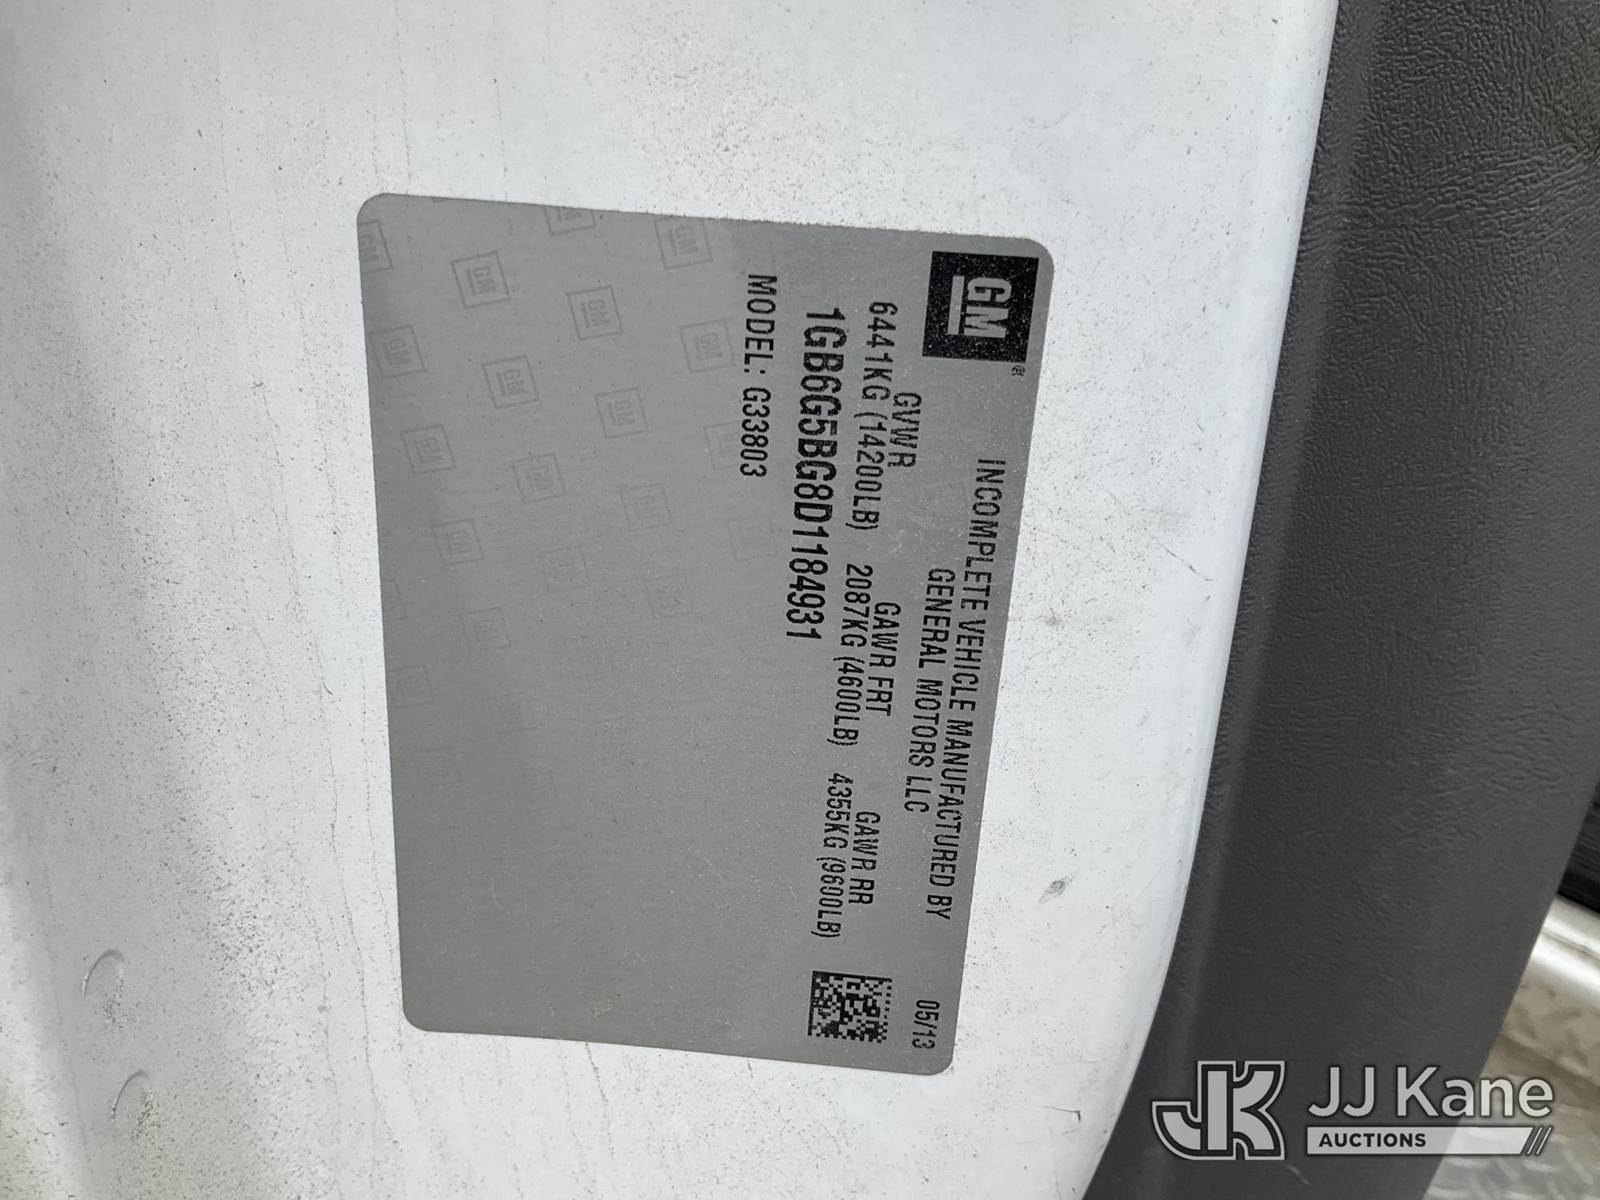 GM
INCOMPLETE VEHICLE MANUFACTURED BY
GENERAL MOTORS LLC
05/13
GVWR GAWR FRT GAWR RR
6441KG (14200LB) 2087KG (4600LB) 4355KG (9600LB)
1GB6G5BG8D1184931
MODEL: G33803
JK JJ Kane
AUCTIONS